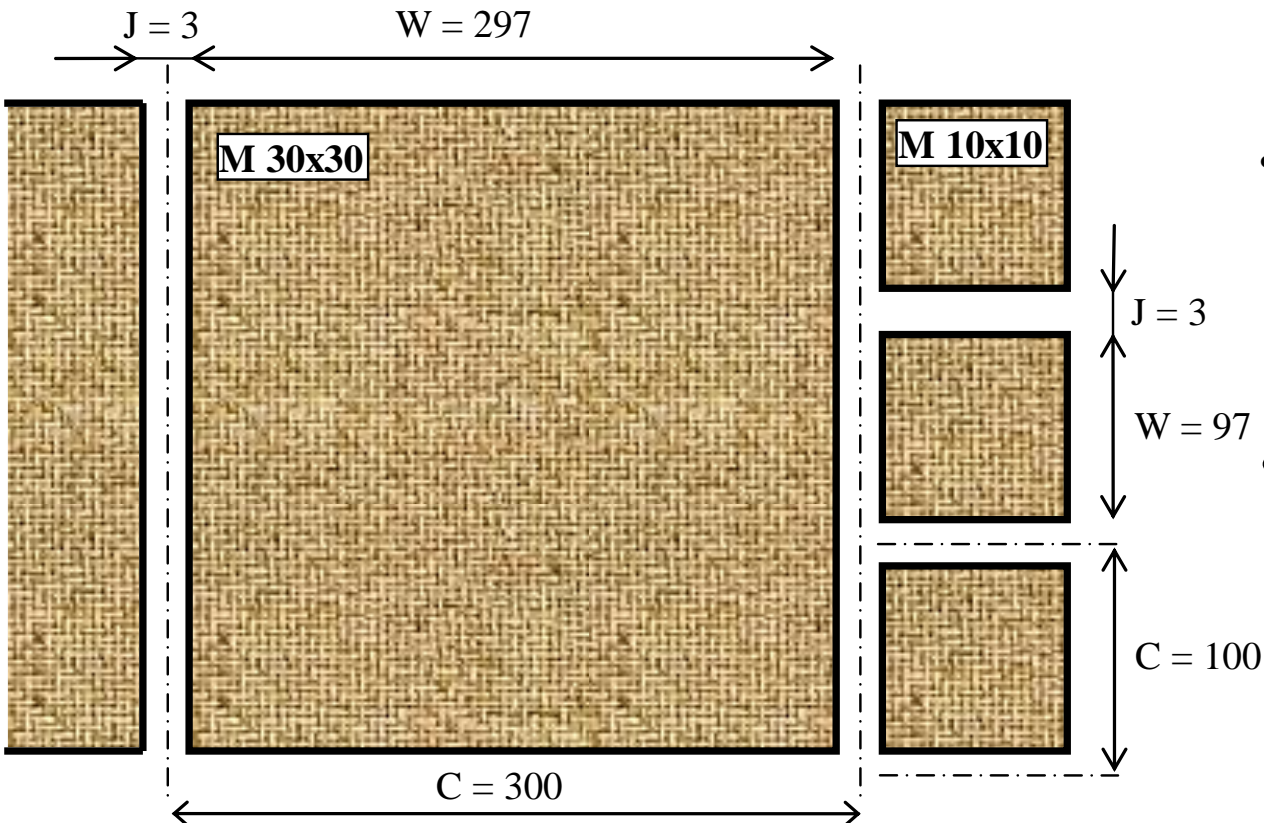 J = 3
W = 297
M 30x30
M 10x10
J = 3
W = 97
C = 100
C = 300